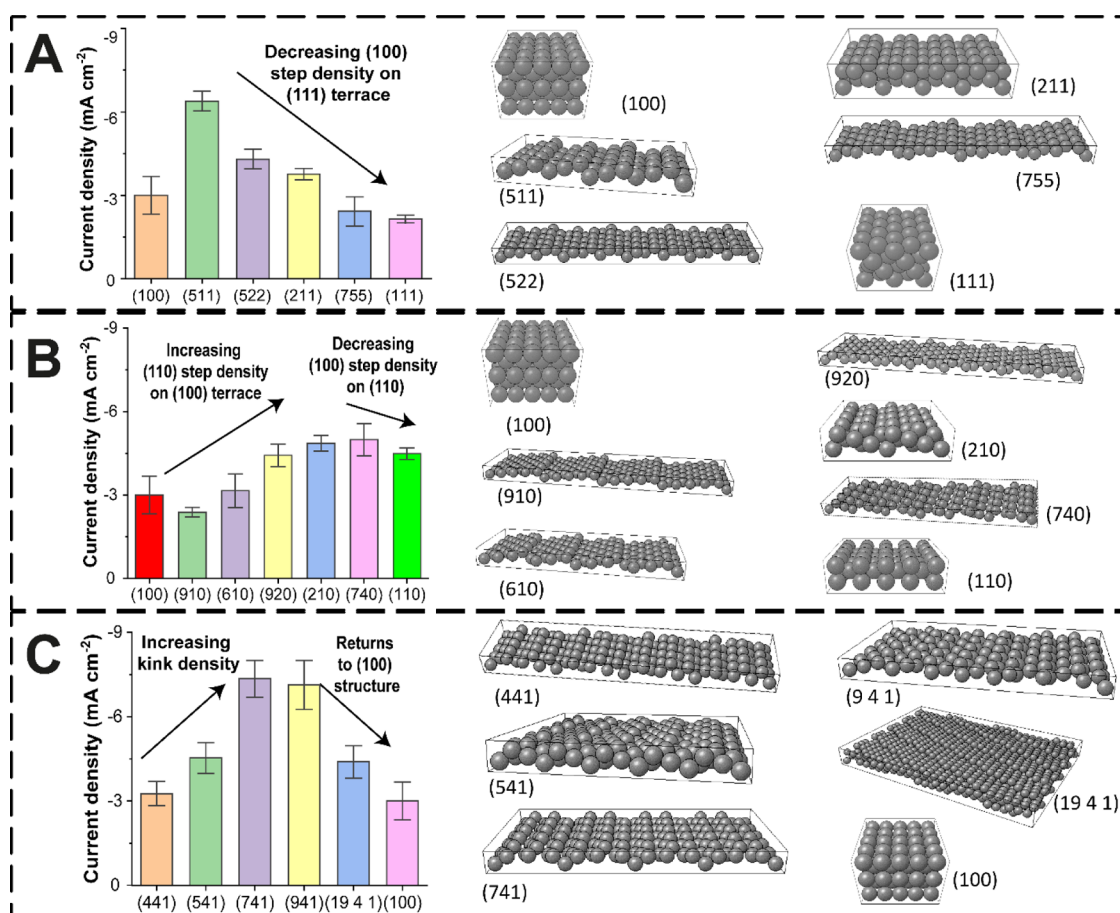 A
Current density (mA cm⁻²)
-9
-6
-3
0
Decreasing (100)
step density on
(111) terrace
(100)
(511)
(522)
(211)
(755)
(111)
(100)
(511)
(522)
(211)
(755)
(111)
B
Current density (mA cm⁻²)
-9
-6
-3
0
Increasing
(110) step density
on (100) terrace
Decreasing
(100) step density
on (110)
(100)
(910)
(610)
(920)
(210)
(740)
(110)
(100)
(910)
(610)
(920)
(210)
(740)
(110)
C
Current density (mA cm⁻²)
-9
-6
-3
0
Increasing
kink density
Returns
to (100)
structure
(441)
(541)
(741)
(941)
(19 4 1)
(100)
(441)
(541)
(741)
(9 4 1)
(19 4 1)
(100)